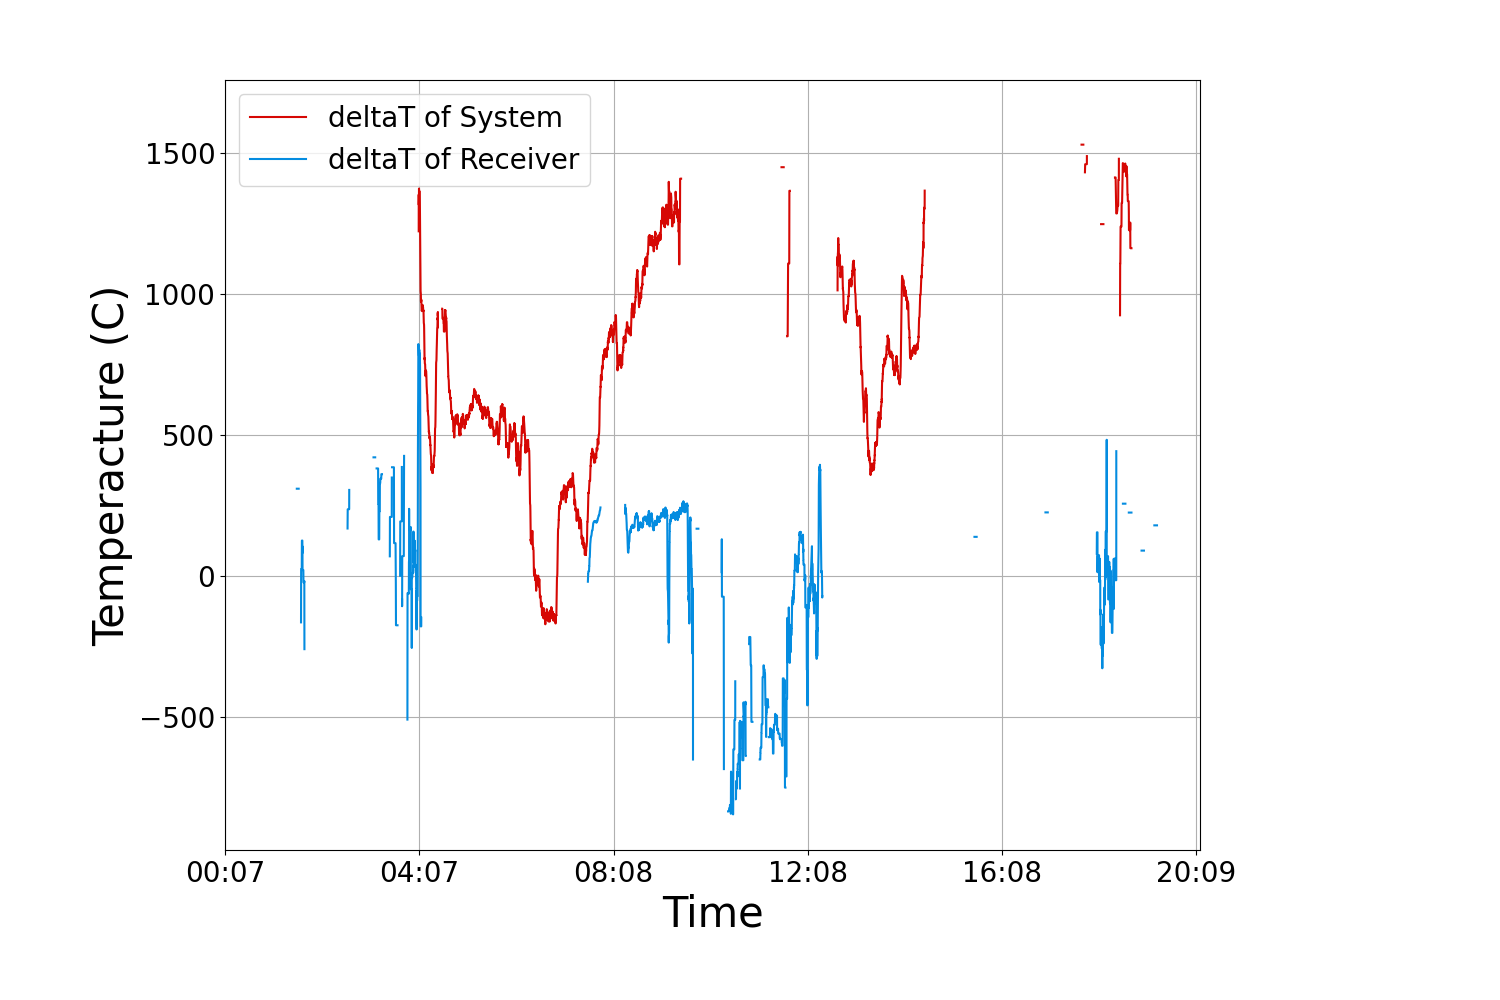 deltaT of System
deltaT of Receiver
1500
1000
500
0
−500
Temperacture (C)
00:07 04:07 08:08 12:08 16:08 20:09
Time